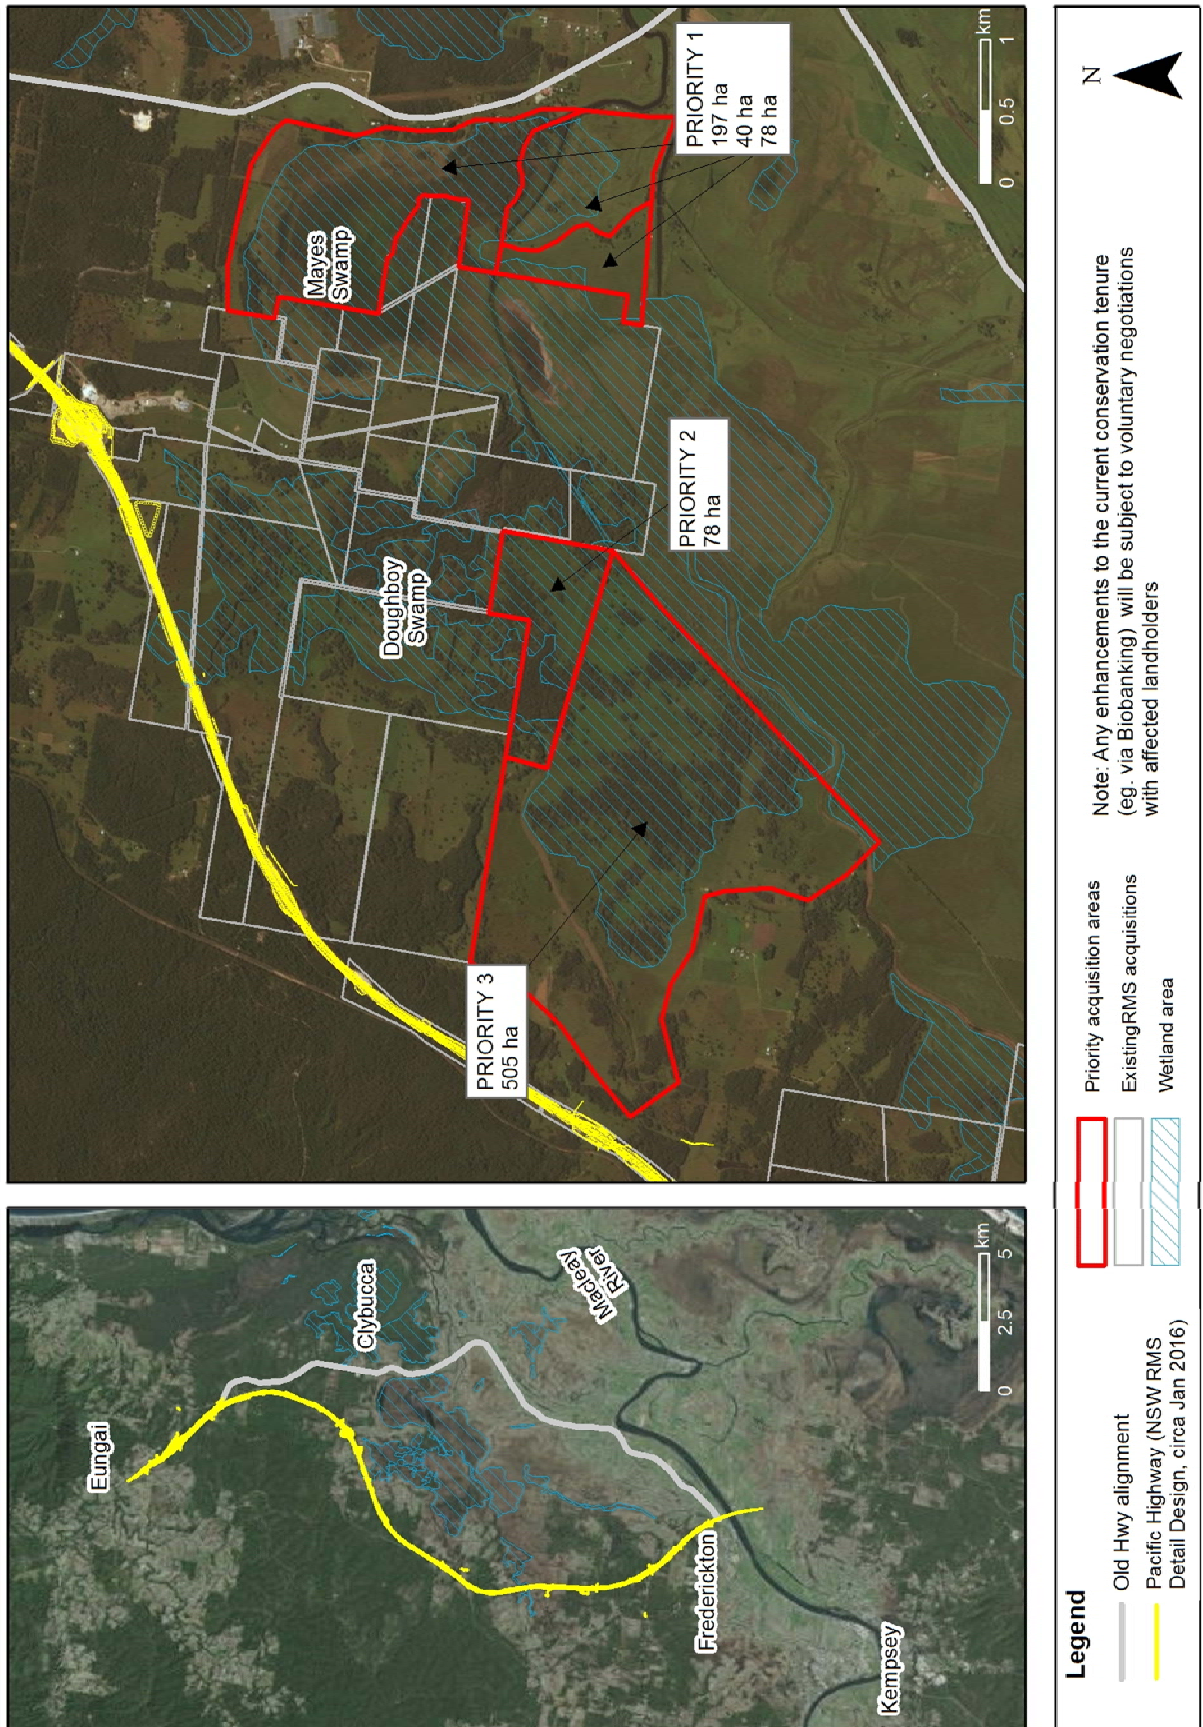 Eungai
Clybucca
Macleay
River
Frederickton
Kempsey
0 2.5 5
km
PRIORITY 3
505 ha
Doughboy
Swamp
PRIORITY 2
78 ha
Mayes
Swamp
PRIORITY 1
197 ha
40 ha
78 ha
0 0.5 1
km
Legend
Old Hwy alignment
Pacific Highway (NSW RMS
Detail Design, circa Jan 2016)
Priority acquisition areas
ExistingRMS acquisitions
Wetland area
Note: Any enhancements to the current conservation tenure
(eg. via Biobanking) will be subject to voluntary negotiations
with affected landholders
N